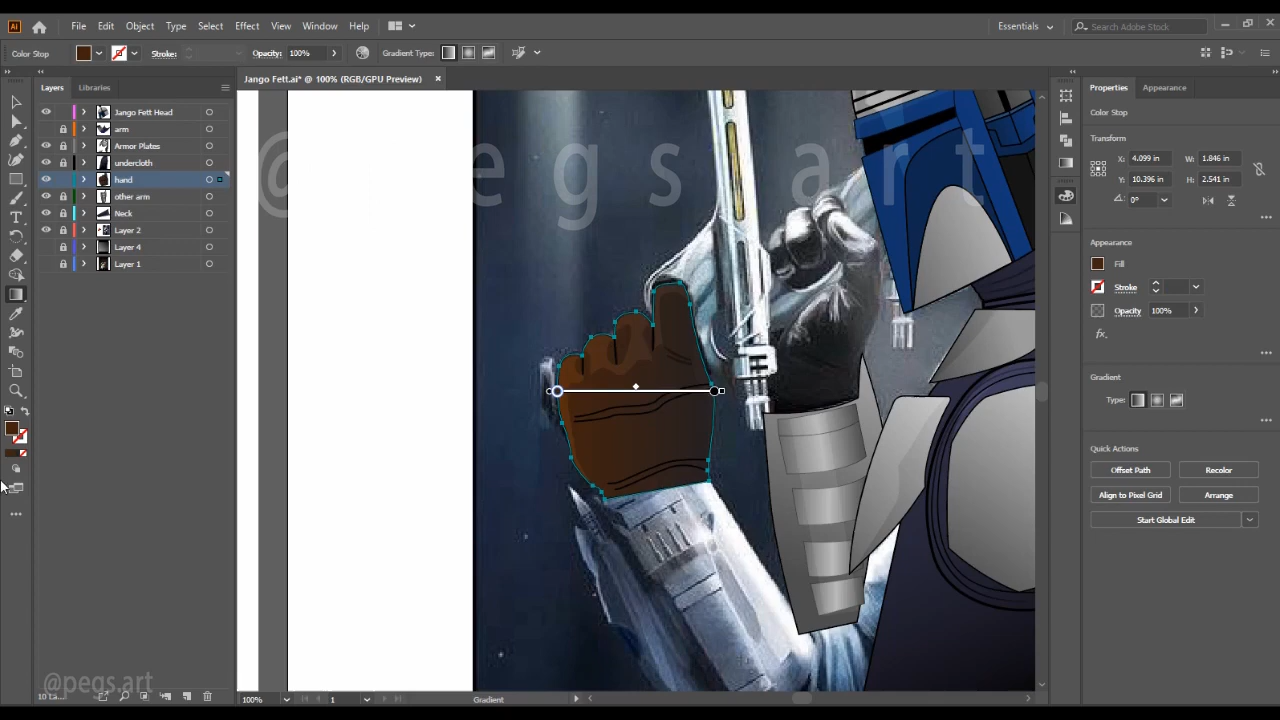 Ai File Edit Object Type Select Effect View Window Help Essentials Search Adobe Stock
Color Stop Stroke: Opacity: 100% Gradient Type:
Layers Libraries
Jango Fett.ai* @ 100% (RGB/GPU Preview)
Properties Appearance
Jango Fett Head
arm
Armor Plates
undercloth
hand
other arm
Neck
Layer 2
Layer 4
Layer 1
Color Stop
Transform
X: 4.099 in W: 1.846 in
Y: 10.396 in H: 2.541 in
0°
Appearance
Fill
Stroke
Opacity 100%
fx.
Gradient
Type:
Quick Actions
Offset Path Recolor
Align to Pixel Grid Arrange
Start Global Edit
@pegs art
@pegs.art
100% 1 Gradient